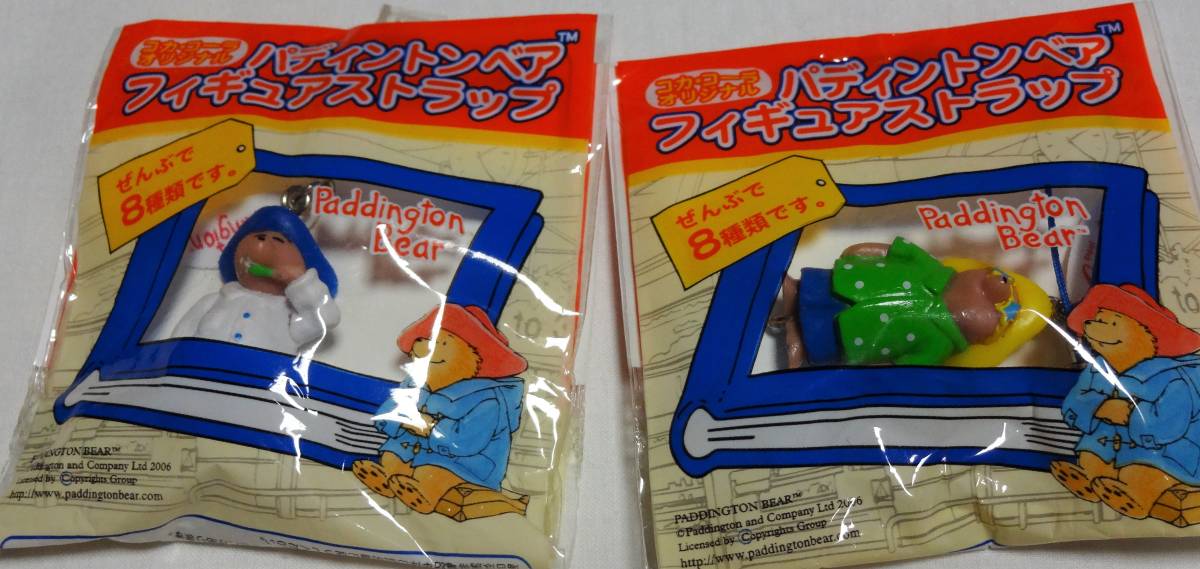 コカ・コーラ
オリジナル
パディントンベア™
フィギュアストラップ
ぜんぶで
8種類です。
Paddington
Bear
PADDINGTON BEAR™
and Company Ltd 2006
Licensed by Ⓒopyrights Group
http://www.paddingtonbear.com
コカ・コーラ
オリジナル
パディントンベア™
フィギュアストラップ
ぜんぶで
8種類です。
Paddington
Bear™
to
PADDINGTON BEAR™
©Paddington and Company Ltd 2006
Licensed by Ⓒopyrights Group
http://www.paddingtonbear.com